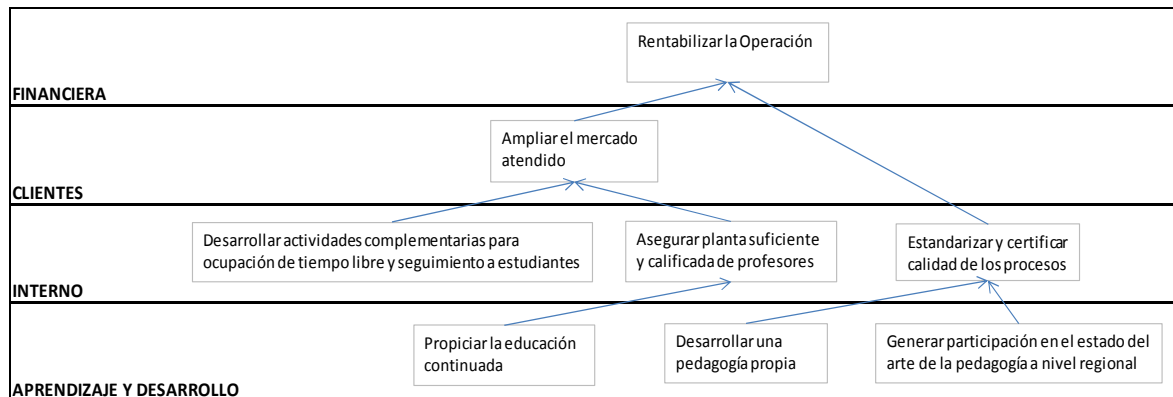 Rentabilizar la Operación
FINANCIERA
Ampliar el mercado
atendido
CLIENTES
Desarrollar actividades complementarias para
ocupación de tiempo libre y seguimiento a estudiantes
Asegurar planta suficiente
y calificada de profesores
Estandarizar y certificar
calidad de los procesos
INTERNO
Propiciar la educación
continuada
Desarrollar una
pedagogía propia
Generar participación en el estado del
arte de la pedagogía a nivel regional
APRENDIZAJE Y DESARROLLO